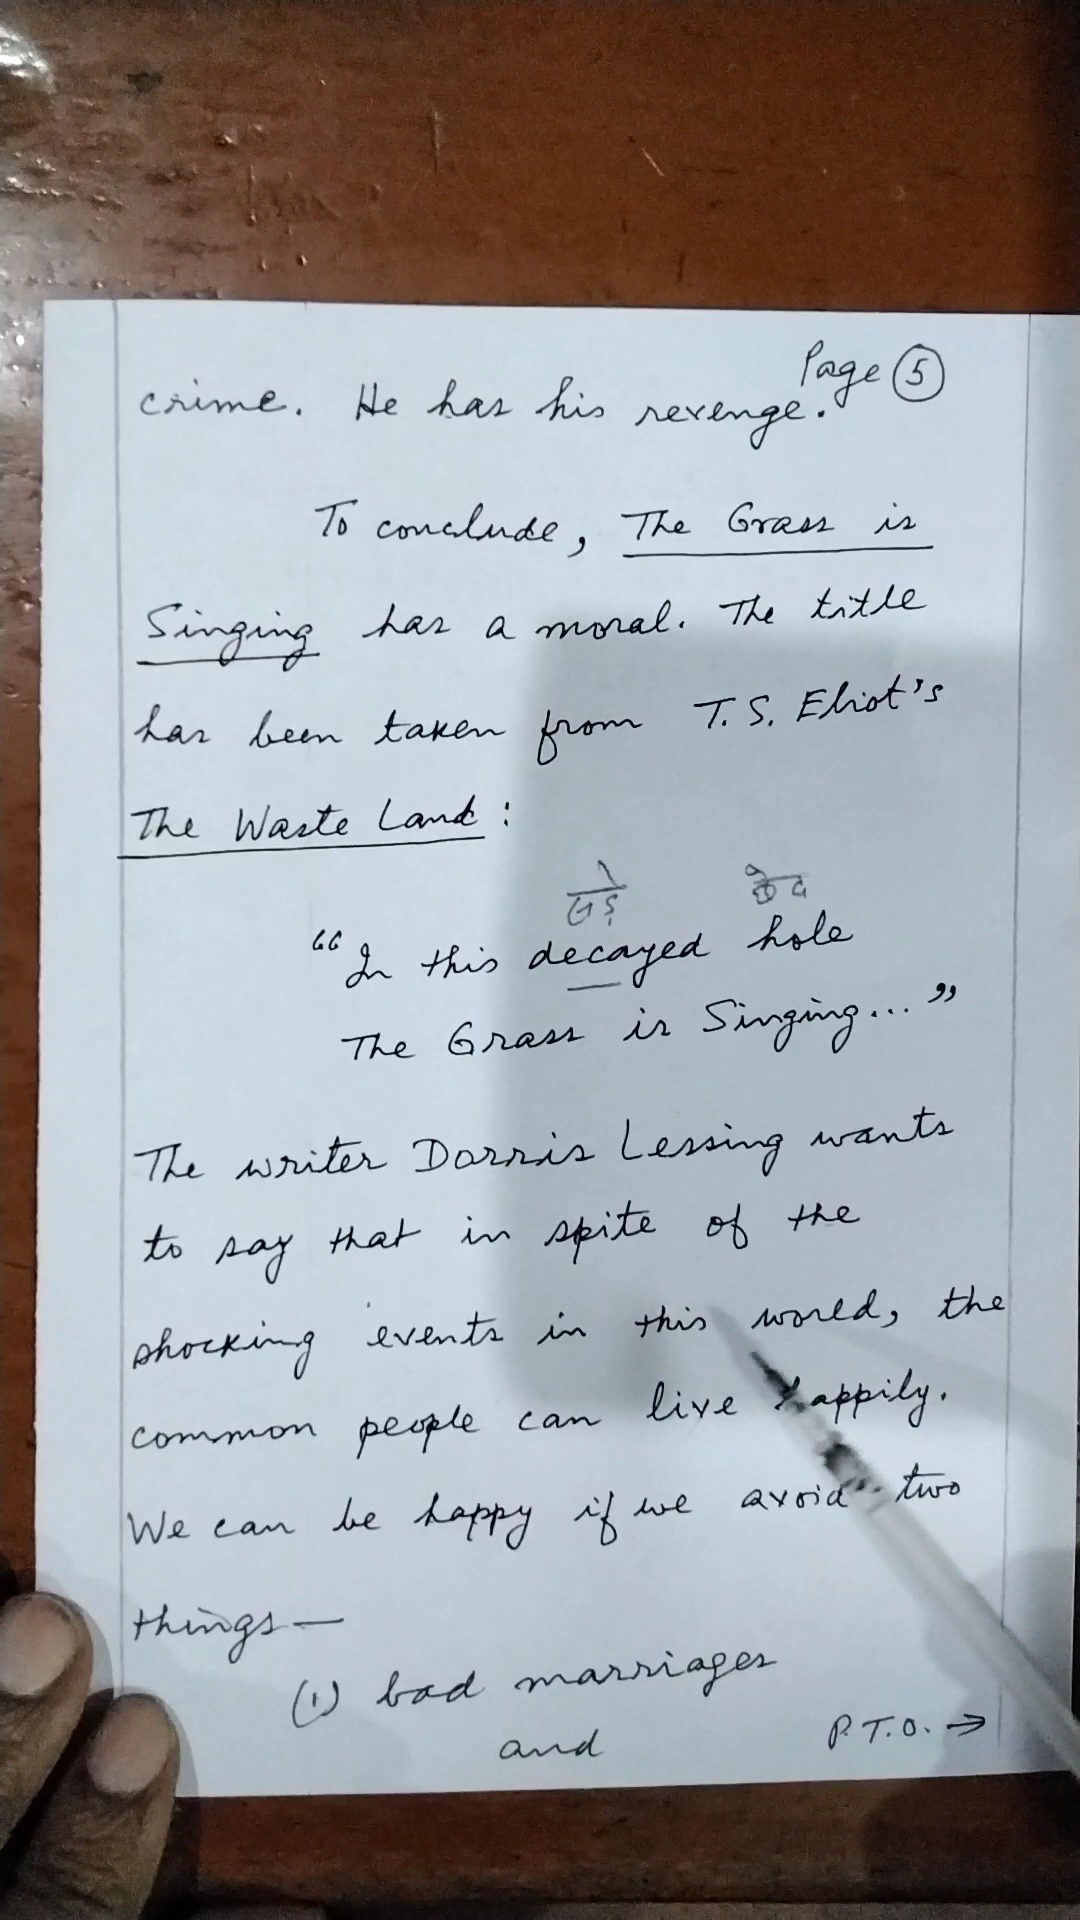 Page 5
crime. He has his revenge.
To conclude, The Grass is
Singing has a moral. The title
has been taken from T. S. Eliot's
The Waste Land :
"In this decayed hole
The Grass is Singing..."
The writer Dorris Lessing wants
to say that in spite of the
shocking events in this world, the
common people can live happily.
We can be happy if we avoid two
things—
(1) bad marriages
and
P.T.O. →